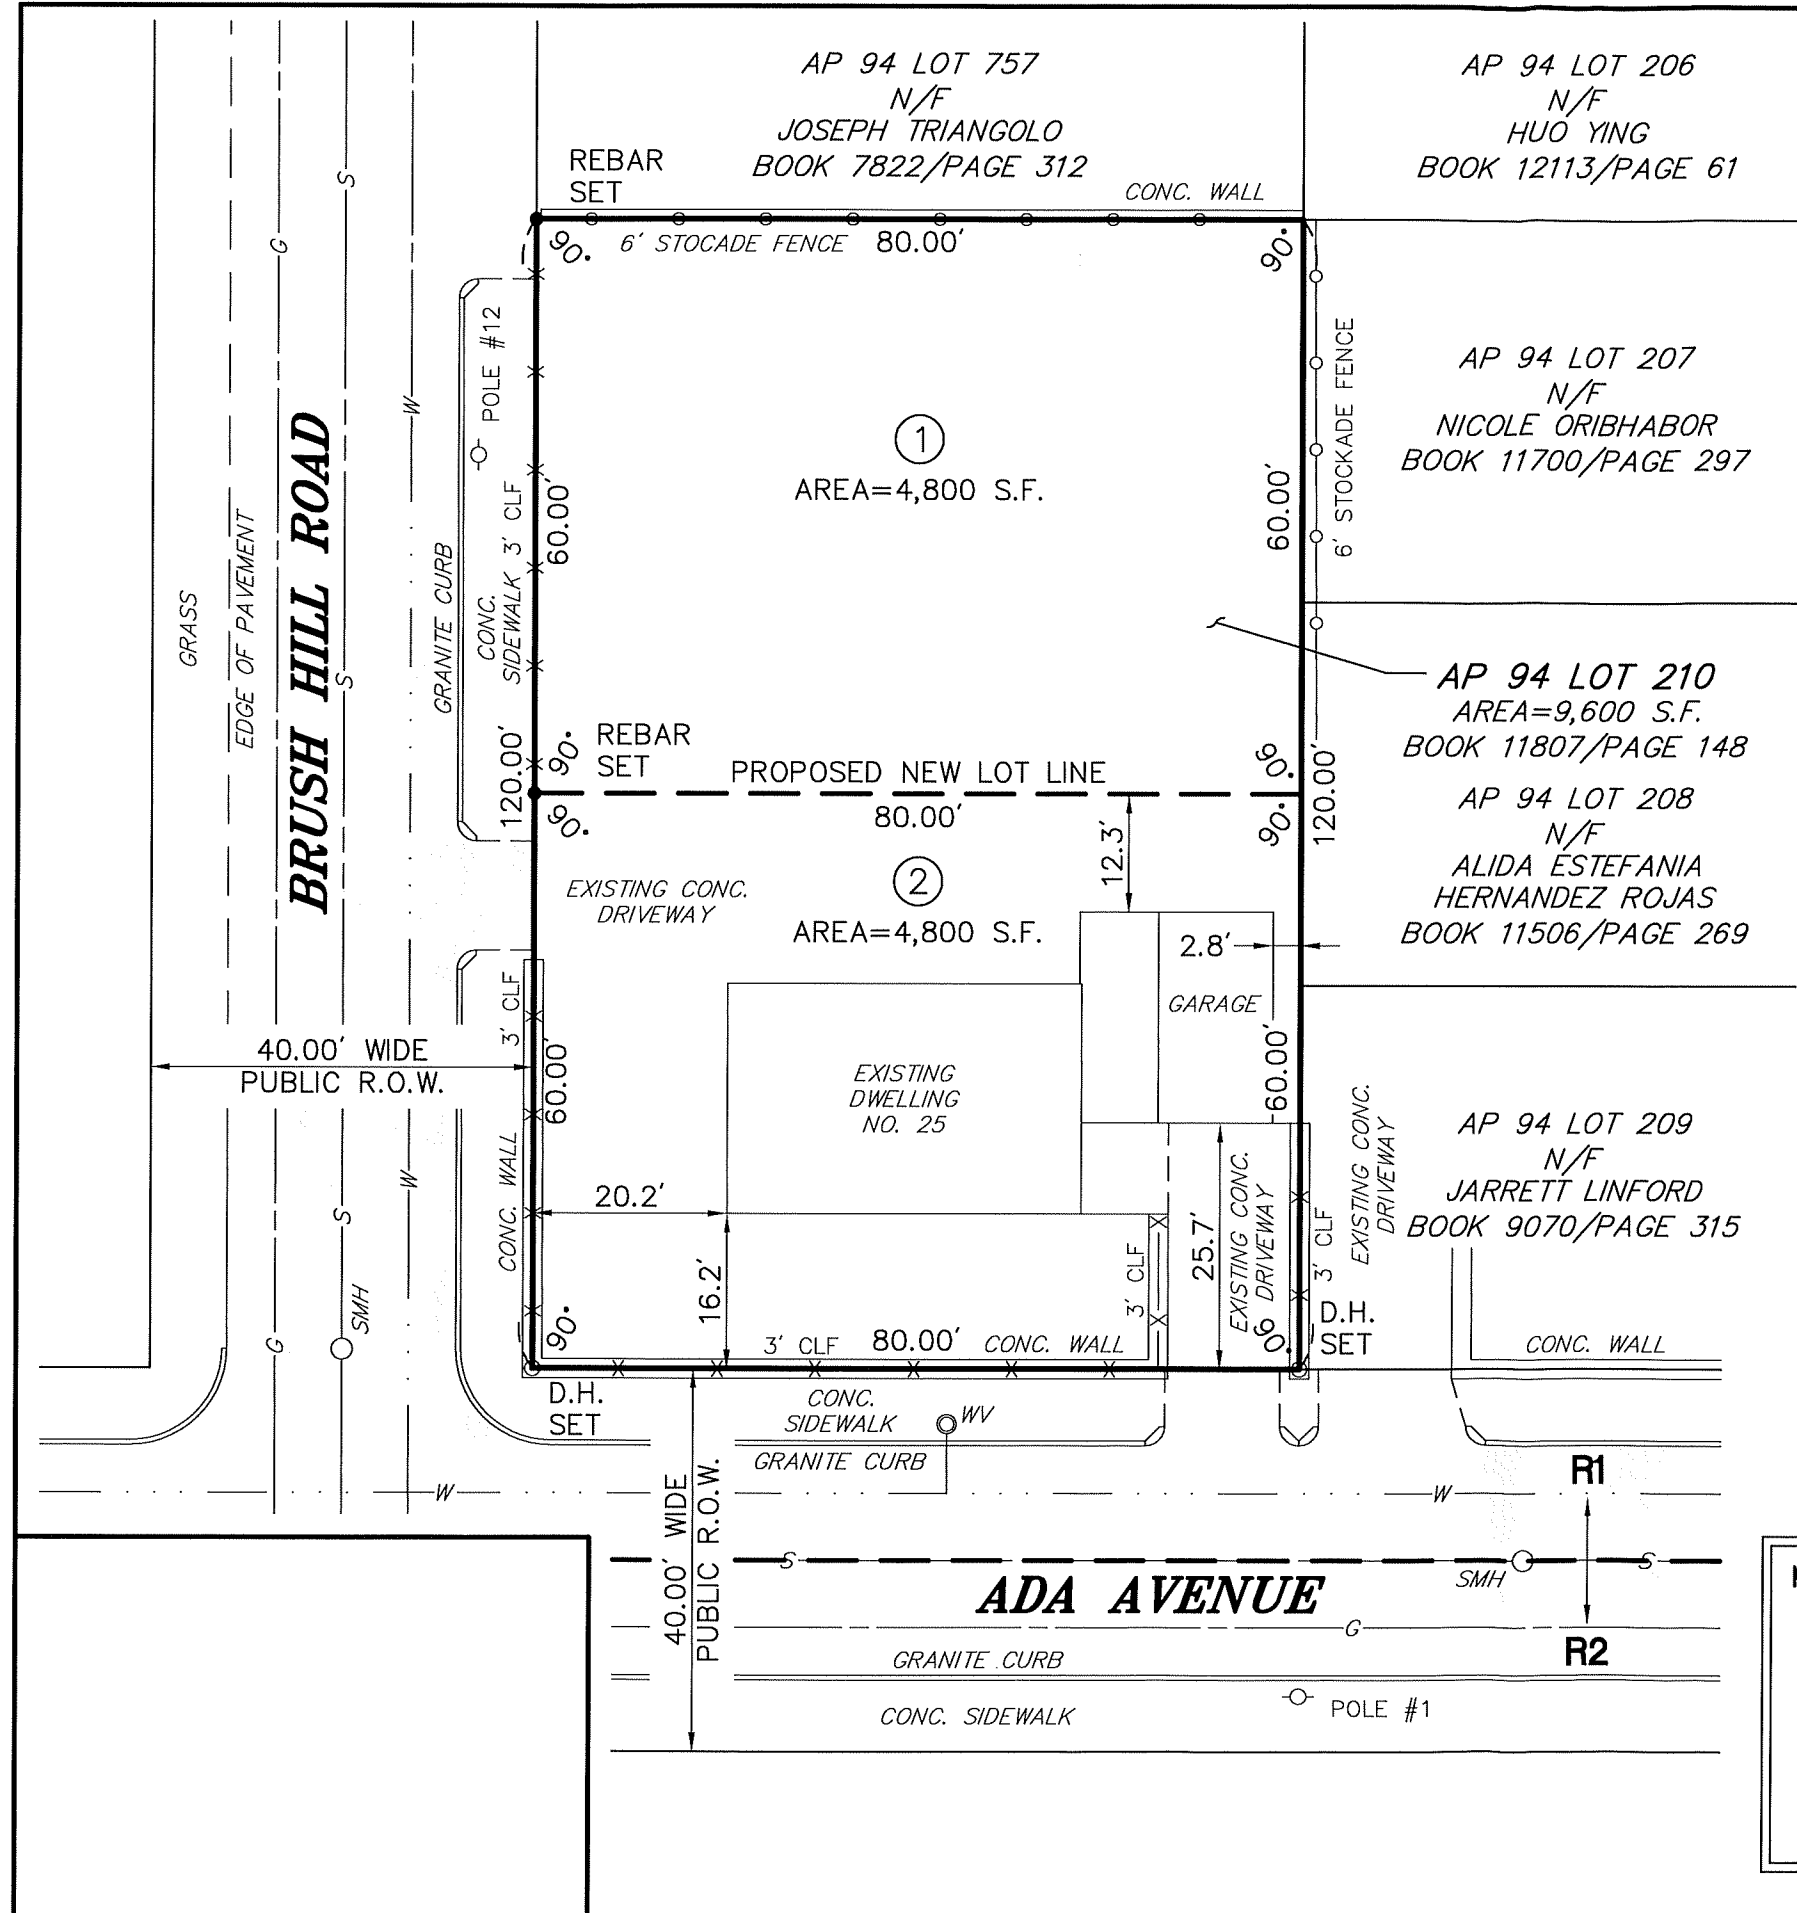 AP 94 LOT 757
N/F
JOSEPH TRIANGOLO
BOOK 7822/PAGE 312
AP 94 LOT 206
N/F
HUO YING
BOOK 12113/PAGE 61
REBAR
SET
CONC. WALL
90°
6' STOCADE FENCE
80.00'
90°
G
S
W
POLE #12
BRUSH HILL ROAD
GRASS
EDGE OF PAVEMENT
GRANITE CURB
CONC.
SIDEWALK
3' CLF
60.00'
1
AREA=4,800 S.F.
60.00'
6' STOCKADE FENCE
AP 94 LOT 207
N/F
NICOLE ORIBHABOR
BOOK 11700/PAGE 297
AP 94 LOT 210
AREA=9,600 S.F.
BOOK 11807/PAGE 148
S
120.00'
90°
REBAR
SET
PROPOSED NEW LOT LINE
90°
120.00'
90°
80.00'
90°
12.3'
AP 94 LOT 208
N/F
ALIDA ESTEFANIA
HERNANDEZ ROJAS
BOOK 11506/PAGE 269
2
AREA=4,800 S.F.
EXISTING CONC.
DRIVEWAY
2.8'
GARAGE
3' CLF
40.00' WIDE
PUBLIC R.O.W.
60.00'
EXISTING
DWELLING
NO. 25
60.00'
EXISTING CONC.
DRIVEWAY
AP 94 LOT 209
N/F
JARRETT LINFORD
BOOK 9070/PAGE 315
W
S
CONC. WALL
20.2'
16.2'
25.7'
EXISTING CONC.
DRIVEWAY
3' CLF
3' CLF
G
SMH
90°
3' CLF
80.00'
CONC. WALL
90°
D.H.
SET
CONC. WALL
D.H.
SET
CONC.
SIDEWALK
WV
GRANITE CURB
W
40.00' WIDE
PUBLIC R.O.W.
W
R1
S
ADA AVENUE
SMH
S
G
R2
GRANITE CURB
CONC. SIDEWALK
POLE #1